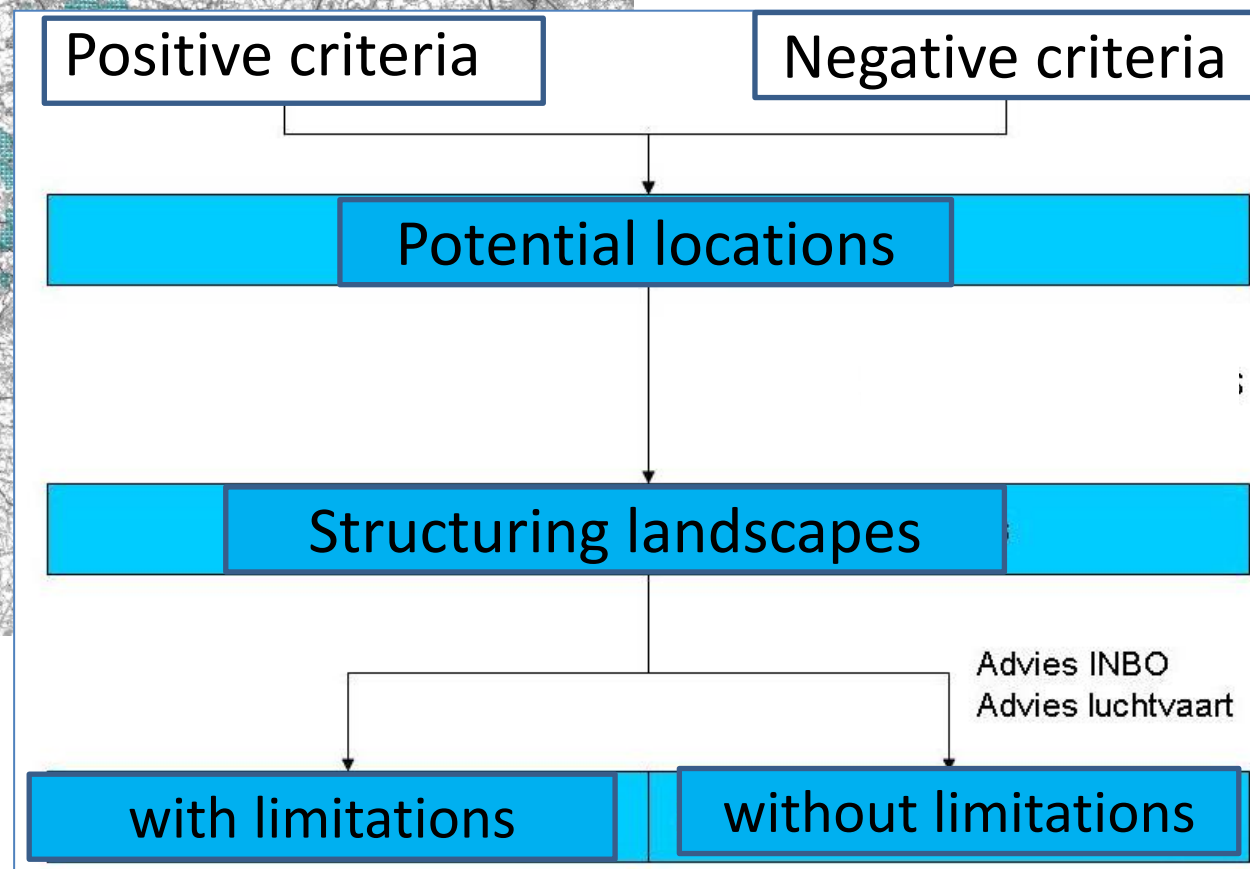 Positive criteria
Negative criteria
Potential locations
Structuring landscapes
Advies INBO
Advies luchtvaart
with limitations
without limitations